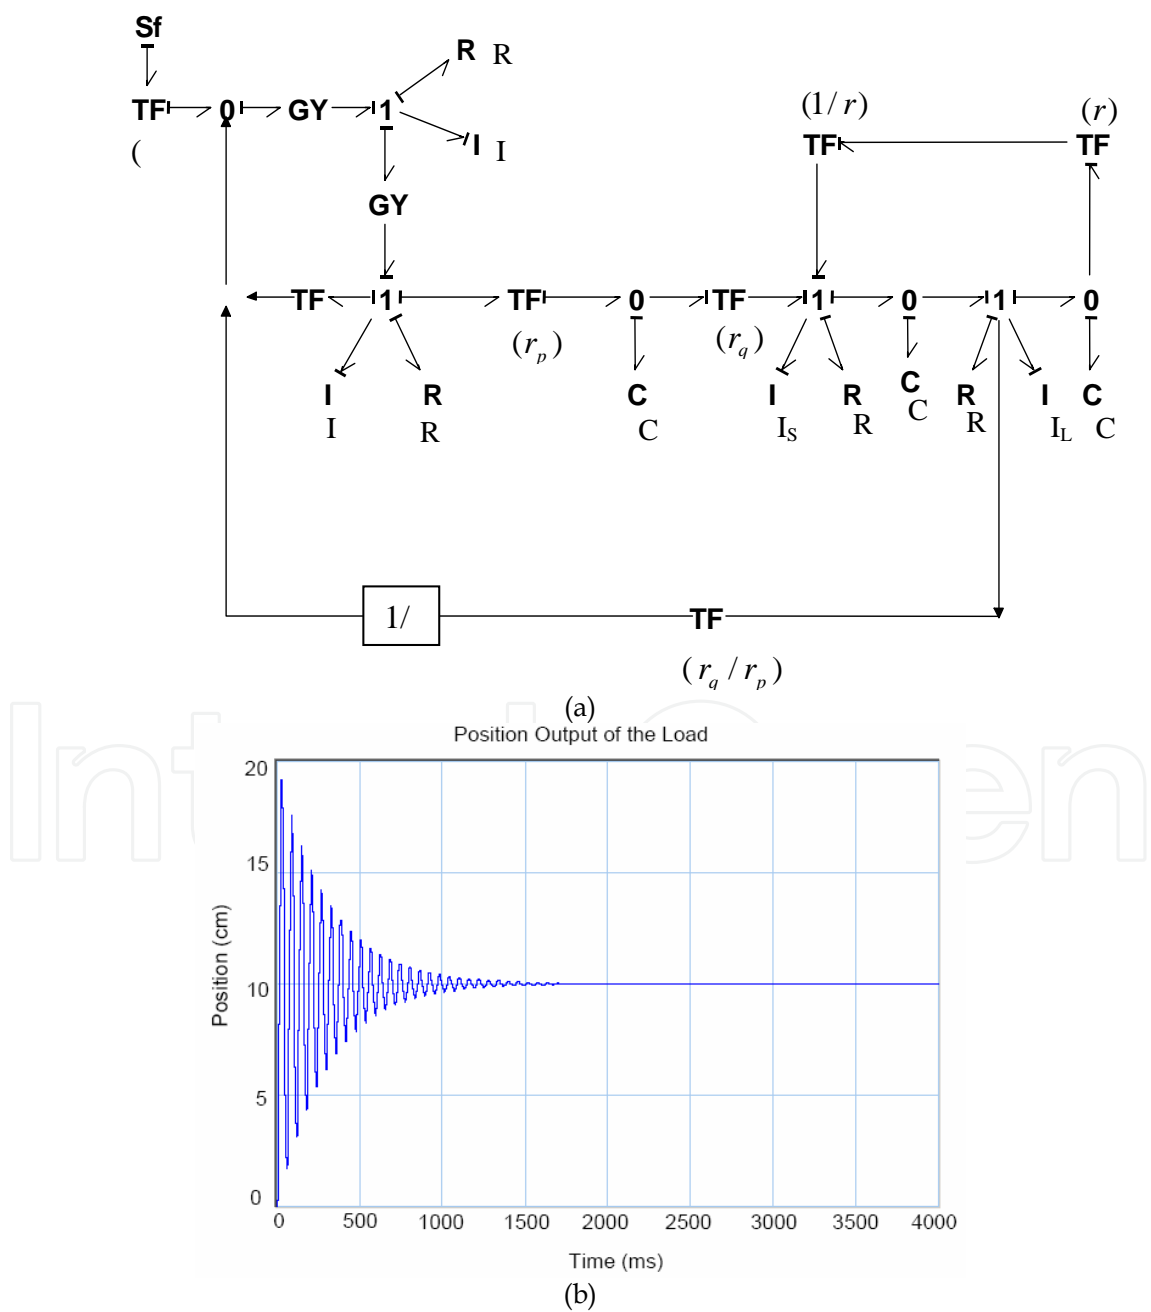 Sf
R R
TF 0 GY 1
(1/r) (r)
( I I TF TF
GY
TF 1 TF 0 TF 1 0 1 0
(r_p) (r_q)
I R C I R C R I C
I R C I_S R C R I_L C
1/ TF
(r_q / r_p)
(a)
Position Output of the Load
20
15
10
5
0
Position (cm)
0 500 1000 1500 2000 2500 3000 3500 4000
Time (ms)
(b)